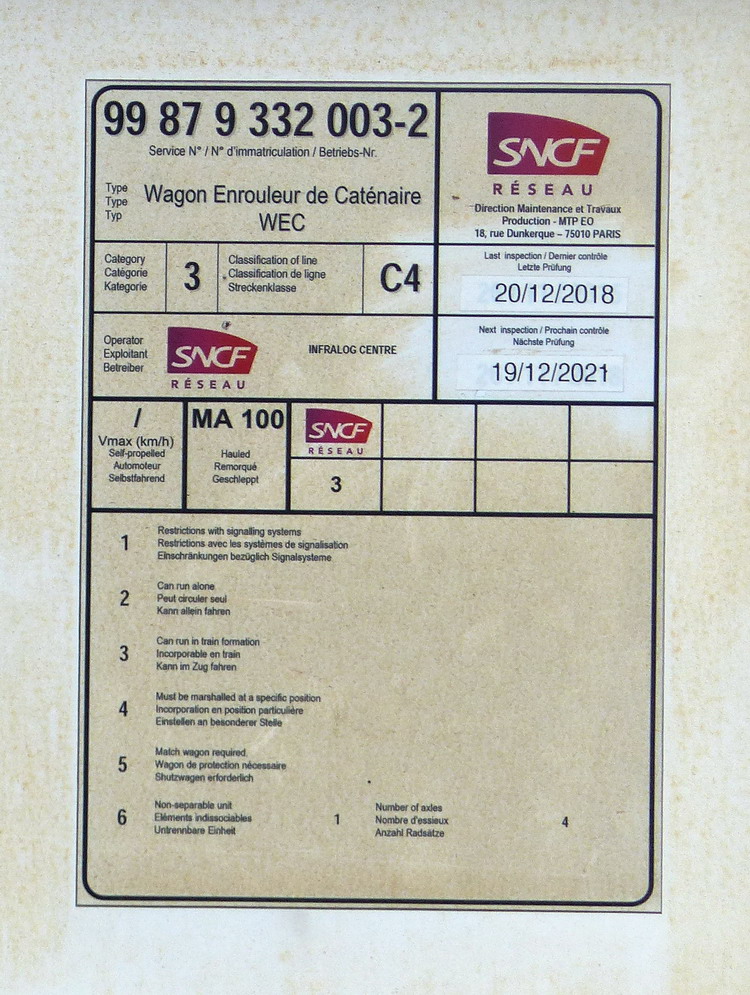 99 87 9 332 003-2
Service N° / N° d'immatriculation / Betriebs-Nr.
Type
Type
Typ
Wagon Enrouleur de Caténaire
WEC
SNCF
RÉSEAU
Direction Maintenance et Travaux
Production - MTP EO
18, rue Dunkerque – 75010 PARIS
Category
Catégorie
Kategorie
3
Classification of line
Classification de ligne
Streckenklasse
C4
Last inspection / Dernier contrôle
Letzte Prüfung
20/12/2018
Operator
Exploitant
Betreiber
SNCF
RÉSEAU
INFRALOG CENTRE
Next inspection / Prochain contrôle
Nächste Prüfung
19/12/2021
/
Vmax (km/h)
Self-propelled
Automoteur
Selbstfahrend
MA 100
Hauled
Remorqué
Geschleppt
SNCF
RÉSEAU
3
1
Restrictions with signalling systems
Restrictions avec les systèmes de signalisation
Einschränkungen bezüglich Signalsysteme
2
Can run alone
Peut circuler seul
Kann allein fahren
3
Can run in train formation
Incorporable en train
Kann im Zug fahren
4
Must be marshalled at a specific position
Incorporation en position particulière
Einstellen an besonderer Stelle
5
Match wagon required
Wagon de protection nécessaire
Shutzwagen erforderlich
6
Non-separable unit
Eléments indissociables
Untrennbare Einheit
1
Number of axles
Nombre d'essieux
Anzahl Radsätze
4